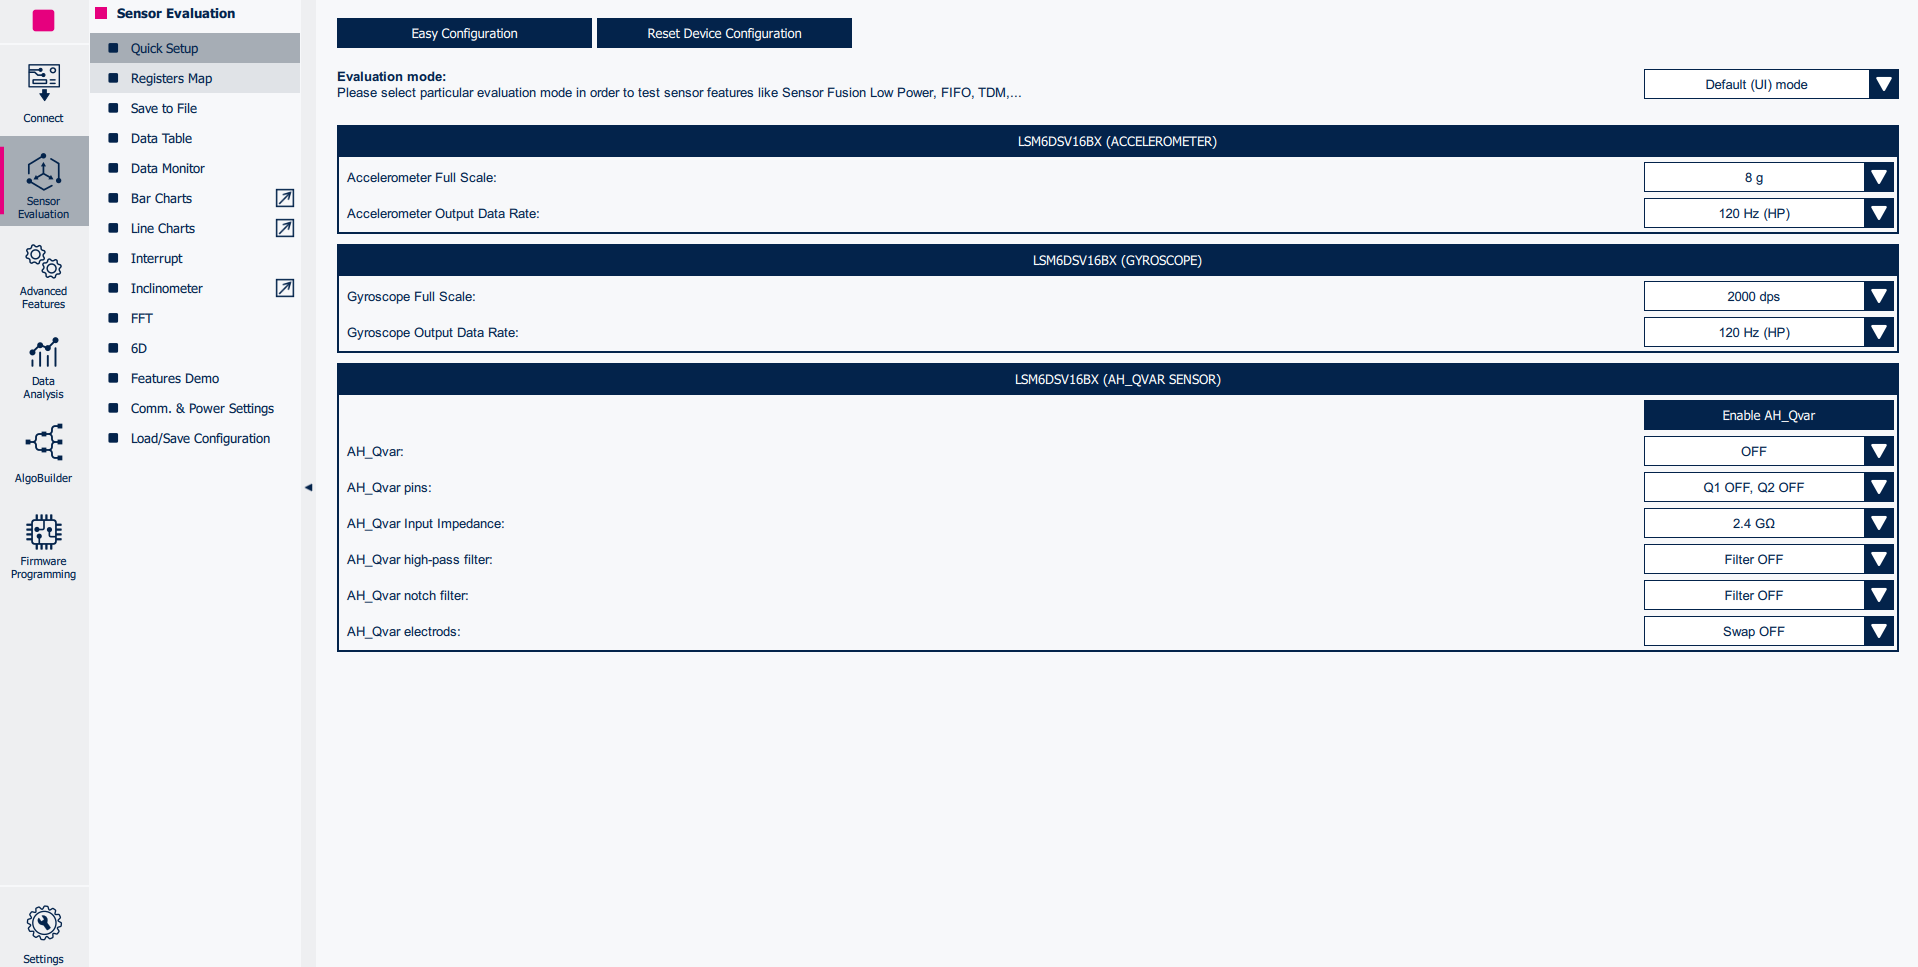 Connect
Sensor
Evaluation
Advanced
Features
Data
Analysis
AlgoBuilder
Firmware
Programming
Settings
Sensor Evaluation
Quick Setup
Registers Map
Save to File
Data Table
Data Monitor
Bar Charts
Line Charts
Interrupt
Inclinometer
FFT
6D
Features Demo
Comm. & Power Settings
Load/Save Configuration
Easy Configuration
Reset Device Configuration
Evaluation mode:
Please select particular evaluation mode in order to test sensor features like Sensor Fusion Low Power, FIFO, TDM,...
Default (UI) mode
LSM6DSV16BX (ACCELEROMETER)
Accelerometer Full Scale: 8 g
Accelerometer Output Data Rate: 120 Hz (HP)
LSM6DSV16BX (GYROSCOPE)
Gyroscope Full Scale: 2000 dps
Gyroscope Output Data Rate: 120 Hz (HP)
LSM6DSV16BX (AH_QVAR SENSOR)
Enable AH_Qvar
AH_Qvar: OFF
AH_Qvar pins: Q1 OFF, Q2 OFF
AH_Qvar Input Impedance: 2.4 GΩ
AH_Qvar high-pass filter: Filter OFF
AH_Qvar notch filter: Filter OFF
AH_Qvar electrods: Swap OFF